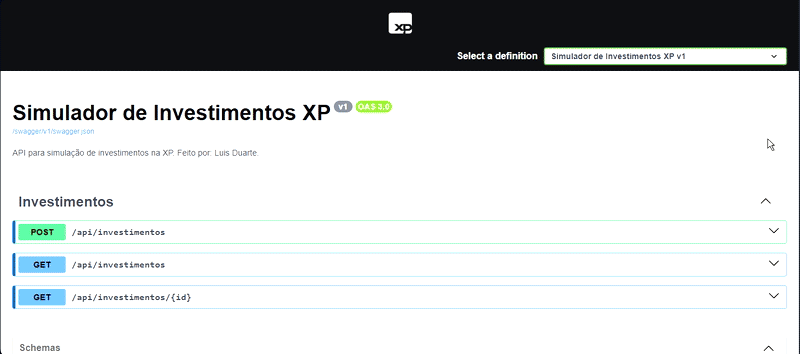 XP
Select a definition
Simulador de Investimentos XP v1
Simulador de Investimentos XP v1 OAS 3.0
/swagger/v1/swagger.json
API para simulação de investimentos na XP. Feito por: Luis Duarte.
Investimentos
POST /api/investimentos
GET /api/investimentos
GET /api/investimentos/{id}
Schemas